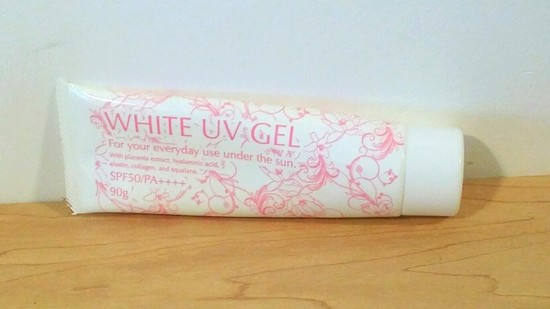 WHITE UV GEL
For your everyday use under the sun.
With placenta extract, hyaluronic acid,
elastin, collagen, and squalane.
SPF50/PA++++
90g